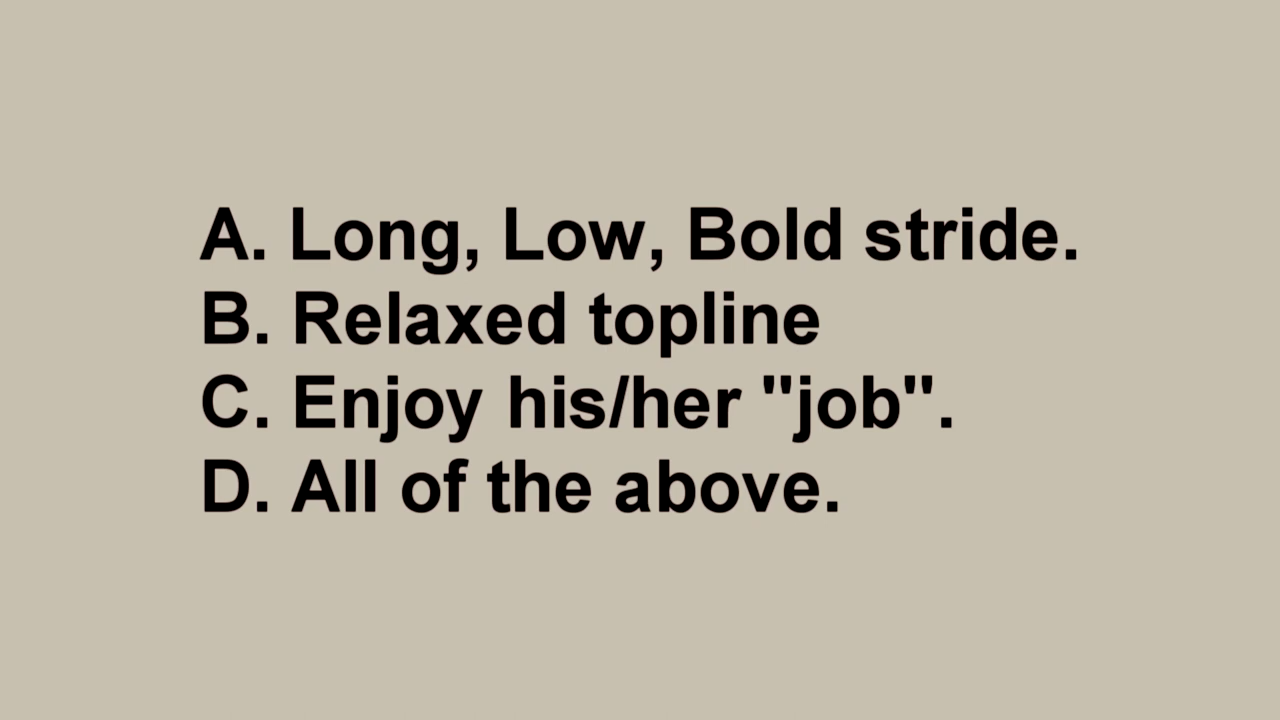 A. Long, Low, Bold stride.
B. Relaxed topline
C. Enjoy his/her "job".
D. All of the above.